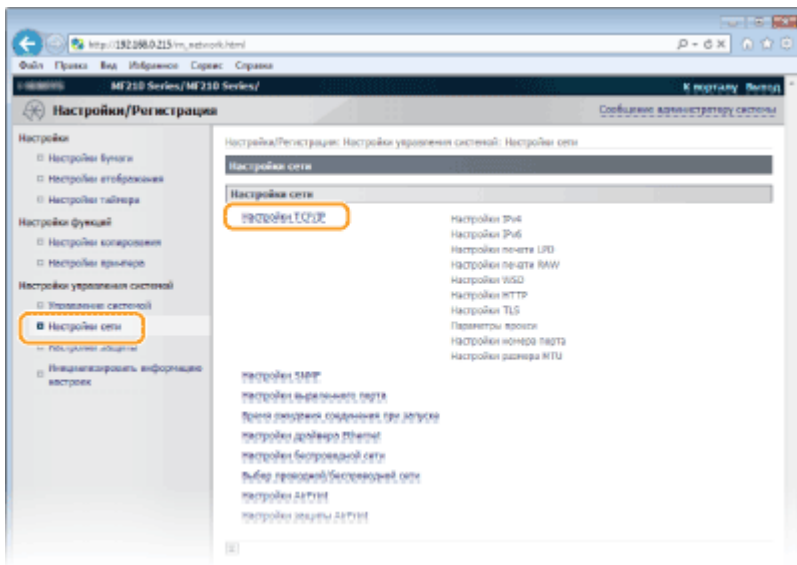 http://192.168.0.215/m_network.html
Файл Правка Вид Избранное Сервис Справка
MF210 Series/MF210 Series/
К порталу Выход
Настройки/Регистрация
Сообщение администратору системы
Настройки
Настройки бумаги
Настройки отображения
Настройки таймера
Настройки функций
Настройки копирования
Настройки принтера
Настройки управления системой
Управление системой
Настройки сети
Настройки защиты
Инициализировать информацию
настроек
Настройка/Регистрация: Настройки управления системой: Настройки сети
Настройки сети
Настройки сети
Настройки TCP/IP
Настройки IPv4
Настройки IPv6
Настройки печати LPD
Настройки печати RAW
Настройки WSD
Настройки HTTP
Настройки TLS
Параметры прокси
Настройки номера порта
Настройки размера MTU
Настройки SNMP
Настройки выделенного порта
Время ожидания соединения при запуске
Настройки драйвера Ethernet
Настройки беспроводной сети
Выбор проводной/беспроводной сети
Настройки AirPrint
Настройки защиты AirPrint